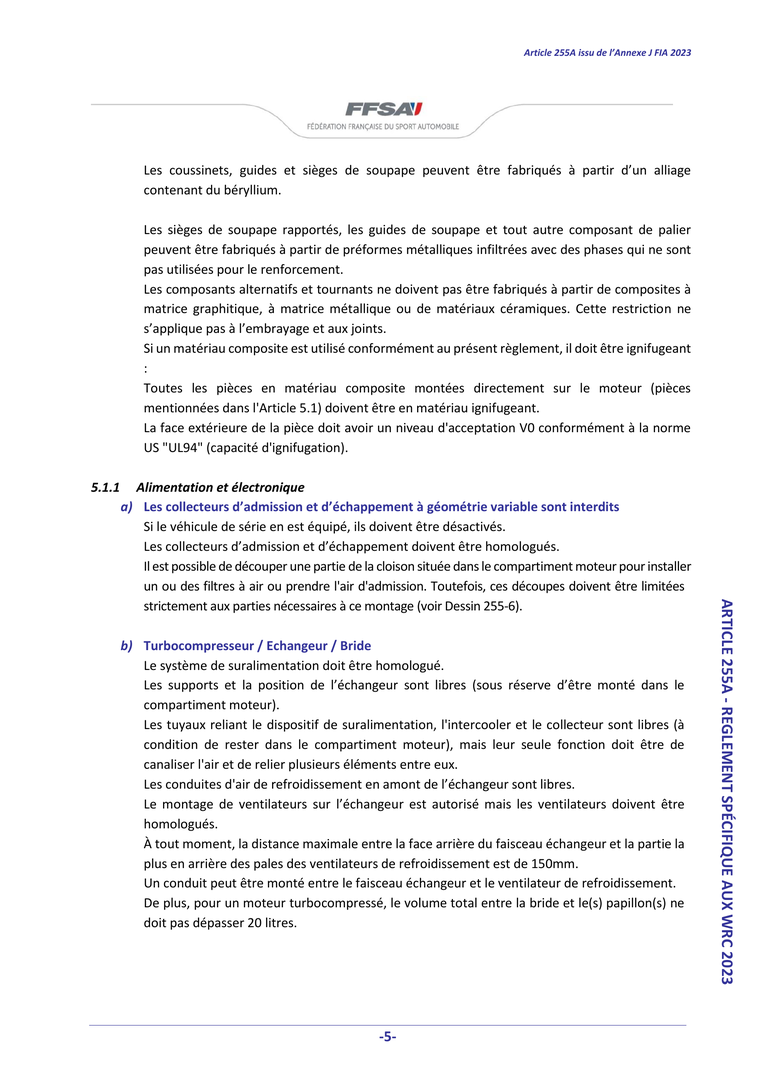 Article 255A issu de l'Annexe J FIA 2023
FFSA
FÉDÉRATION FRANÇAISE DU SPORT AUTOMOBILE
Les coussinets, guides et sièges de soupape peuvent être fabriqués à partir d'un alliage
contenant du béryllium.
Les sièges de soupape rapportés, les guides de soupape et tout autre composant de palier
peuvent être fabriqués à partir de préformes métalliques infiltrées avec des phases qui ne sont
pas utilisées pour le renforcement.
Les composants alternatifs et tournants ne doivent pas être fabriqués à partir de composites à
matrice graphitique, à matrice métallique ou de matériaux céramiques. Cette restriction ne
s'applique pas à l'embrayage et aux joints.
Si un matériau composite est utilisé conformément au présent règlement, il doit être ignifugeant
:
Toutes les pièces en matériau composite montées directement sur le moteur (pièces
mentionnées dans l'Article 5.1) doivent être en matériau ignifugeant.
La face extérieure de la pièce doit avoir un niveau d'acceptation V0 conformément à la norme
US "UL94" (capacité d'ignifugation).
5.1.1 Alimentation et électronique
a) Les collecteurs d'admission et d'échappement à géométrie variable sont interdits
Si le véhicule de série en est équipé, ils doivent être désactivés.
Les collecteurs d'admission et d'échappement doivent être homologués.
Il est possible de découper une partie de la cloison située dans le compartiment moteur pour installer
un ou des filtres à air ou prendre l'air d'admission. Toutefois, ces découpes doivent être limitées
strictement aux parties nécessaires à ce montage (voir Dessin 255-6).
b) Turbocompresseur / Echangeur / Bride
Le système de suralimentation doit être homologué.
Les supports et la position de l'échangeur sont libres (sous réserve d'être monté dans le
compartiment moteur).
Les tuyaux reliant le dispositif de suralimentation, l'intercooler et le collecteur sont libres (à
condition de rester dans le compartiment moteur), mais leur seule fonction doit être de
canaliser l'air et de relier plusieurs éléments entre eux.
Les conduites d'air de refroidissement en amont de l'échangeur sont libres.
Le montage de ventilateurs sur l'échangeur est autorisé mais les ventilateurs doivent être
homologués.
À tout moment, la distance maximale entre la face arrière du faisceau échangeur et la partie la
plus en arrière des pales des ventilateurs de refroidissement est de 150mm.
Un conduit peut être monté entre le faisceau échangeur et le ventilateur de refroidissement.
De plus, pour un moteur turbocompressé, le volume total entre la bride et le(s) papillon(s) ne
doit pas dépasser 20 litres.
ARTICLE 255A - REGLEMENT SPÉCIFIQUE AUX WRC 2023
-5-